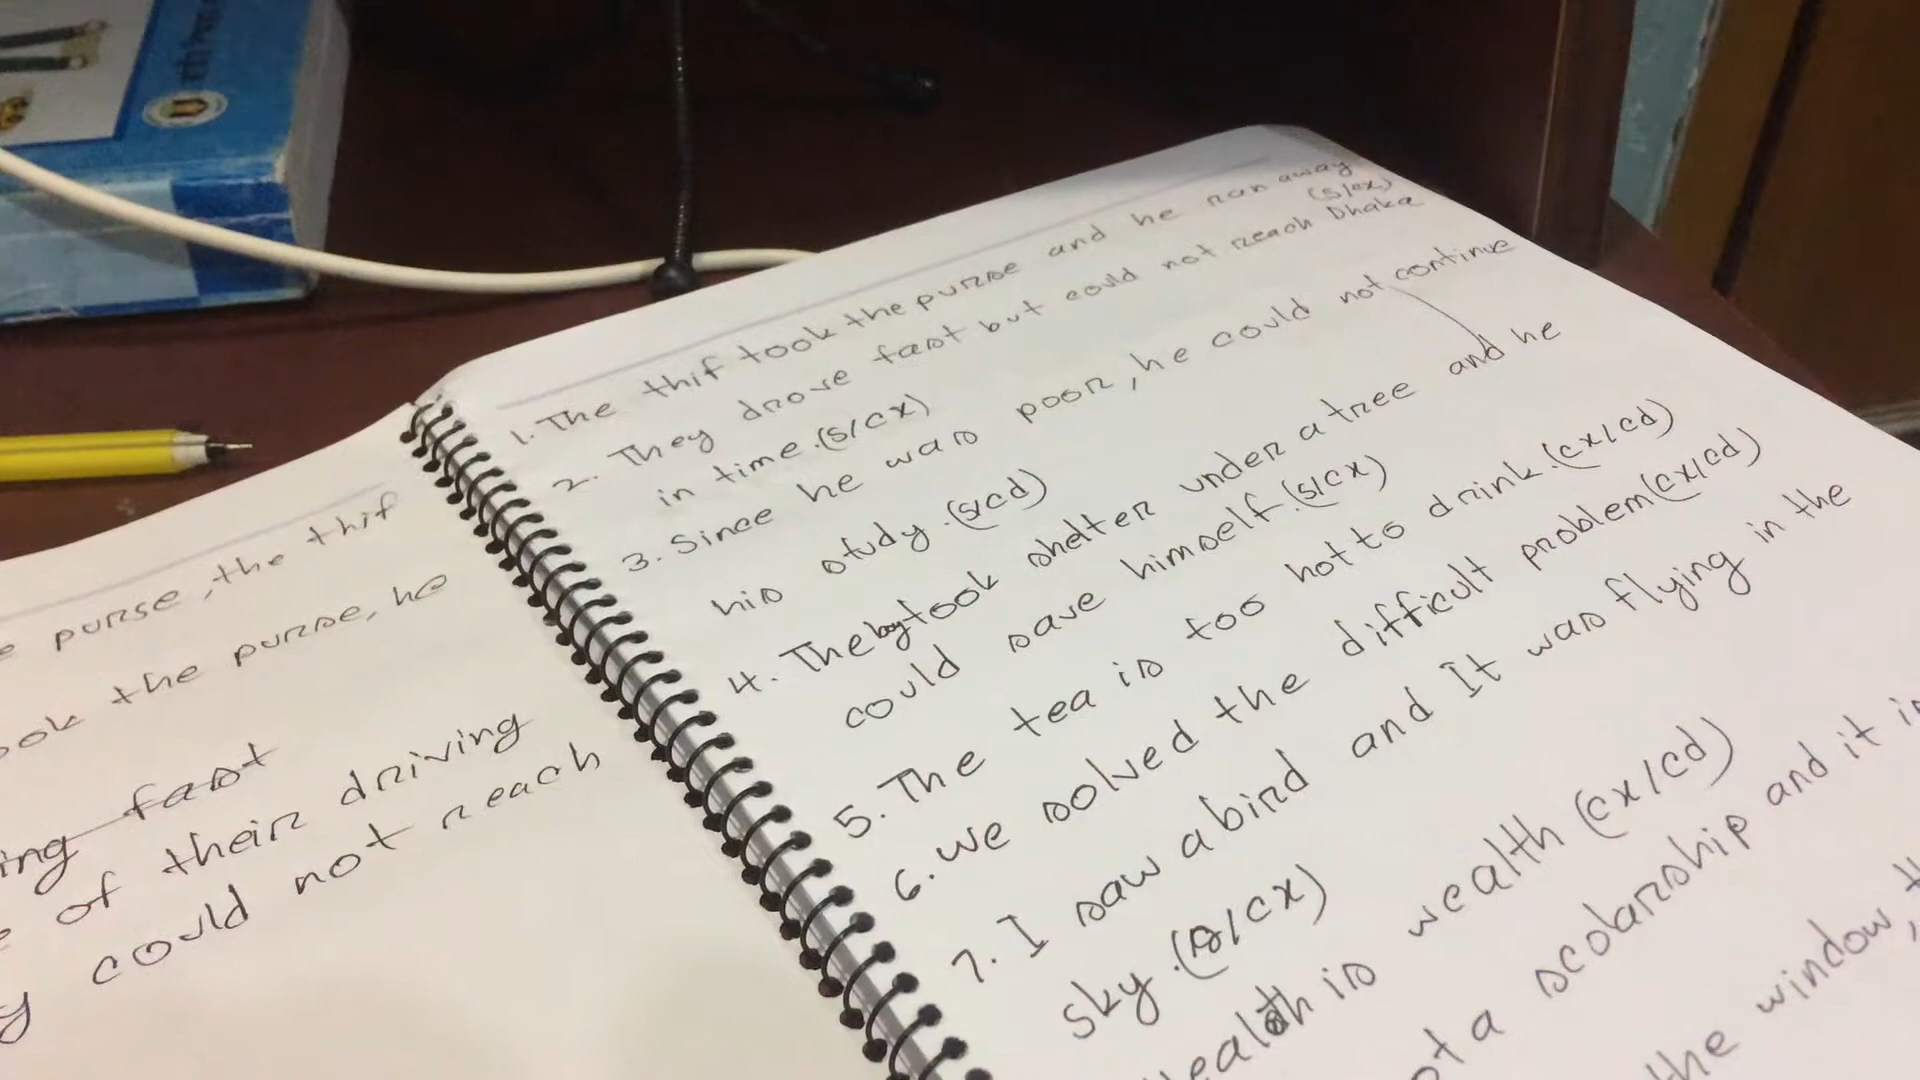 purse, the thif
ook the purse, he
ing fast
of their driving
could not reach
1. The thif took the purse and he ran away
(s/cx)
2. They drove fast but could not reach Dhaka
in time. (s/cx)
3. Since he was poor, he could not continue
his study. (s/cd)
4. The boy took shelter under a tree and he
could save himself. (s/cx)
5. The tea is too hot to drink. (cx/cd)
6. We solved the difficult problem (cx/cd)
7. I saw a bird and It was flying in the
sky. (s/cx)
Health is wealth (cx/cd)
a scolarship and it
the window,